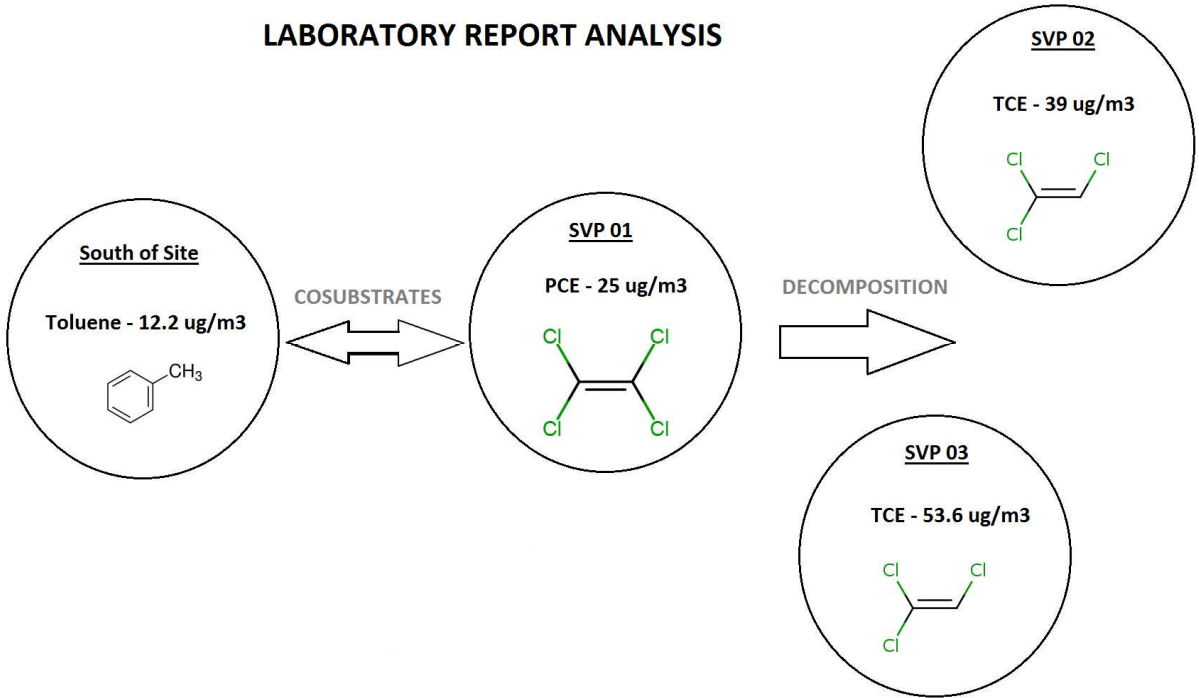 LABORATORY REPORT ANALYSIS
South of Site
Toluene - 12.2 ug/m3
CH3
COSUBSTRATES
SVP 01
PCE - 25 ug/m3
Cl
Cl
Cl
Cl
DECOMPOSITION
SVP 02
TCE - 39 ug/m3
Cl
Cl
Cl
SVP 03
TCE - 53.6 ug/m3
Cl
Cl
Cl